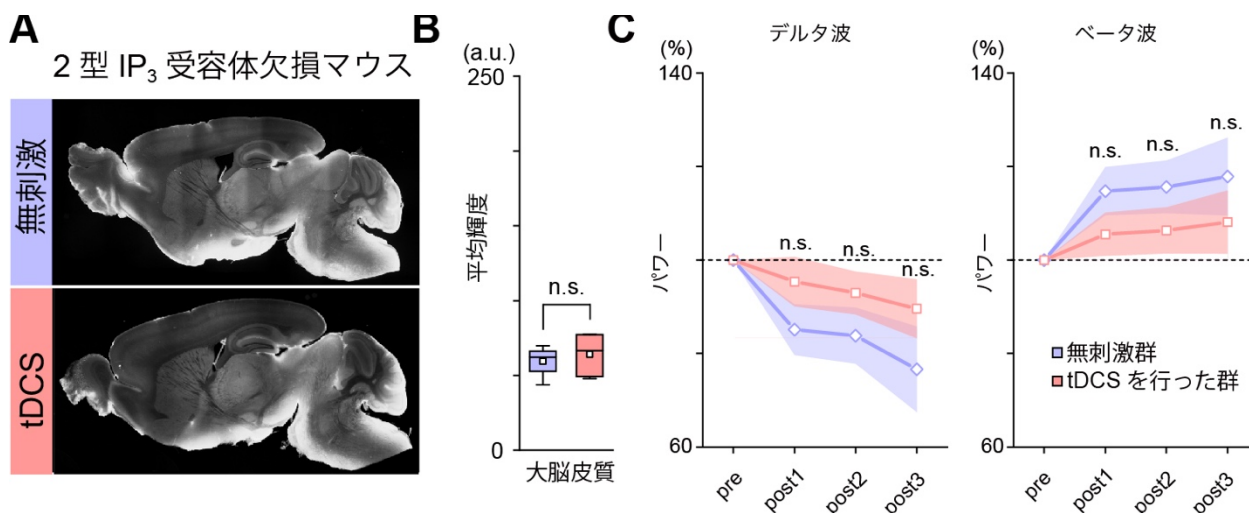 A
2 型 IP₃ 受容体欠損マウス
無刺激
tDCS
B
(a.u.)
250
平均輝度
n.s.
0
大脳皮質
C
デルタ波
(%)
140
パワー
n.s.
n.s.
n.s.
60
pre
post1
post2
post3
ベータ波
(%)
140
パワー
n.s.
n.s.
n.s.
無刺激群
tDCS を行った群
60
pre
post1
post2
post3